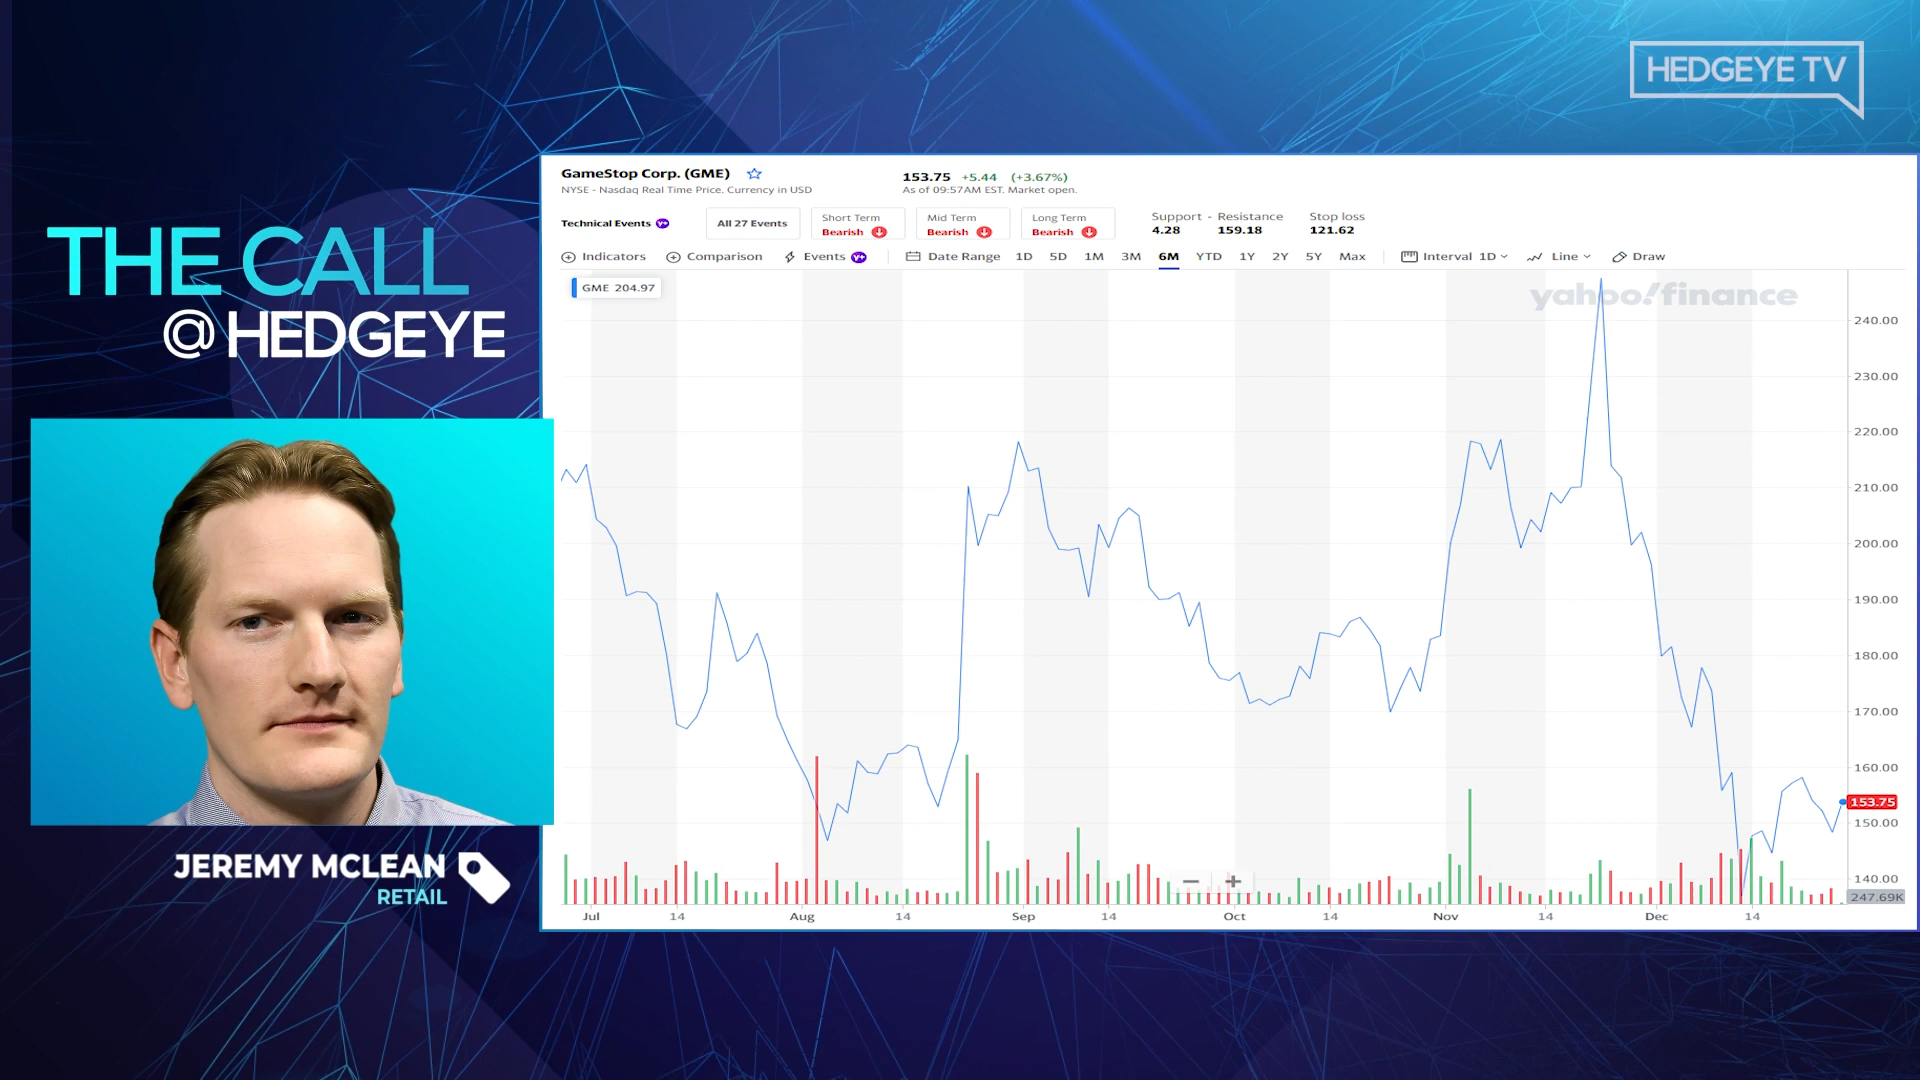 HEDGEYE TV
THE CALL
@ HEDGEYE
JEREMY MCLEAN
RETAIL
GameStop Corp. (GME)
NYSE - Nasdaq Real Time Price. Currency in USD
153.75 +5.44 (+3.67%)
As of 09:57AM EST. Market open.
Technical Events Y+
All 27 Events
Short Term
Bearish
Mid Term
Bearish
Long Term
Bearish
Support - Resistance
4.28 159.18
Stop loss
121.62
Indicators Comparison Events Y+ Date Range 1D 5D 1M 3M 6M YTD 1Y 2Y 5Y Max Interval 1D Line Draw
GME 204.97
yahoo!finance
240.00
230.00
220.00
210.00
200.00
190.00
180.00
170.00
160.00
153.75
150.00
140.00
247.69K
Jul 14 Aug 14 Sep 14 Oct 14 Nov 14 Dec 14